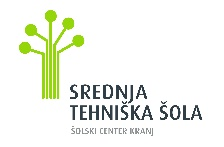 SREDNJA
TEHNIŠKA ŠOLA
ŠOLSKI CENTER KRANJ